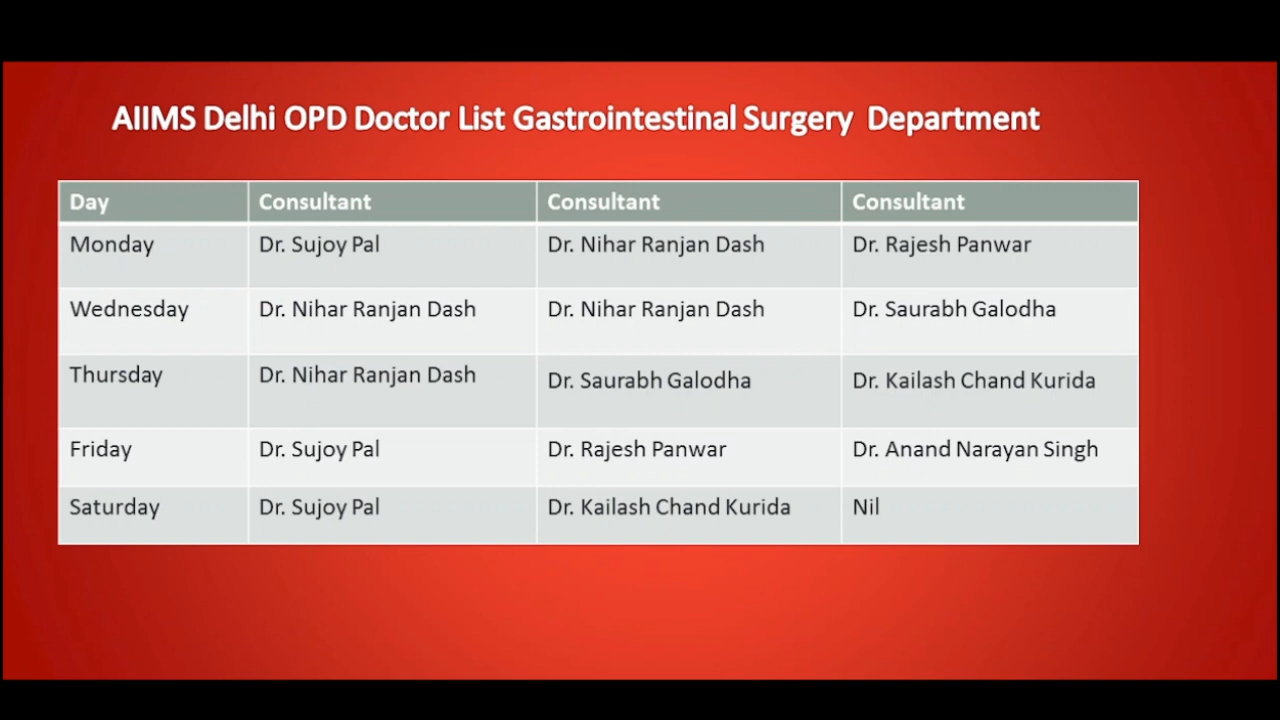 AIIMS Delhi OPD Doctor List Gastrointestinal Surgery Department
Day Consultant Consultant Consultant
Monday Dr. Sujoy Pal Dr. Nihar Ranjan Dash Dr. Rajesh Panwar
Wednesday Dr. Nihar Ranjan Dash Dr. Nihar Ranjan Dash Dr. Saurabh Galodha
Thursday Dr. Nihar Ranjan Dash Dr. Saurabh Galodha Dr. Kailash Chand Kurida
Friday Dr. Sujoy Pal Dr. Rajesh Panwar Dr. Anand Narayan Singh
Saturday Dr. Sujoy Pal Dr. Kailash Chand Kurida Nil